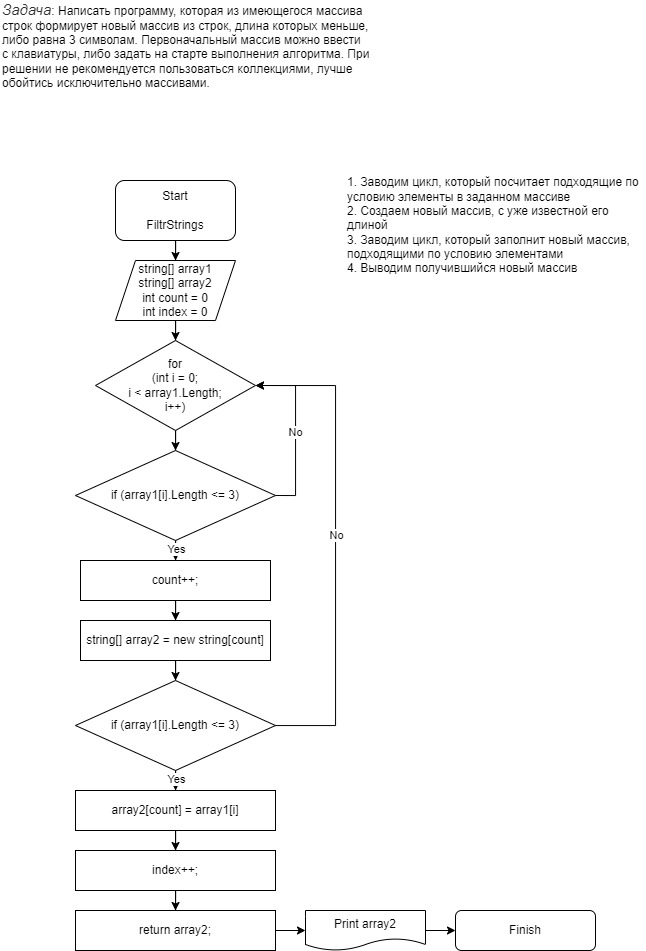 Задача: Написать программу, которая из имеющегося массива
строк формирует новый массив из строк, длина которых меньше,
либо равна 3 символам. Первоначальный массив можно ввести
с клавиатуры, либо задать на старте выполнения алгоритма. При
решении не рекомендуется пользоваться коллекциями, лучше
обойтись исключительно массивами.
1. Заводим цикл, который посчитает подходящие по
условию элементы в заданном массиве
2. Создаем новый массив, с уже известной его
длиной
3. Заводим цикл, который заполнит новый массив,
подходящими по условию элементами
4. Выводим получившийся новый массив
Start
FiltrStrings
string[] array1
string[] array2
int count = 0
int index = 0
for
(int i = 0;
i < array1.Length;
i++)
No
if (array1[i].Length <= 3)
No
Yes
count++;
string[] array2 = new string[count]
if (array1[i].Length <= 3)
Yes
array2[count] = array1[i]
index++;
return array2;
Print array2
Finish